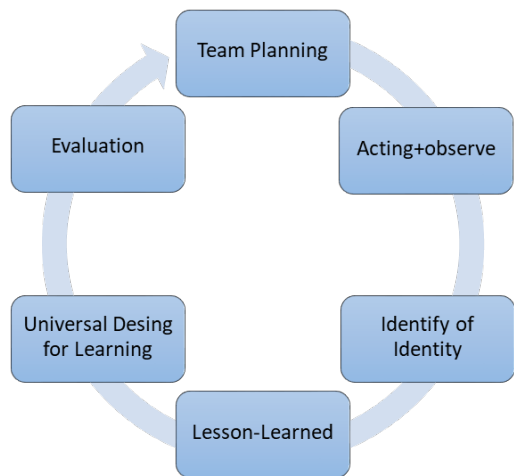 Team Planning
Acting+observe
Identify of
Identity
Lesson-Learned
Universal Desing
for Learning
Evaluation